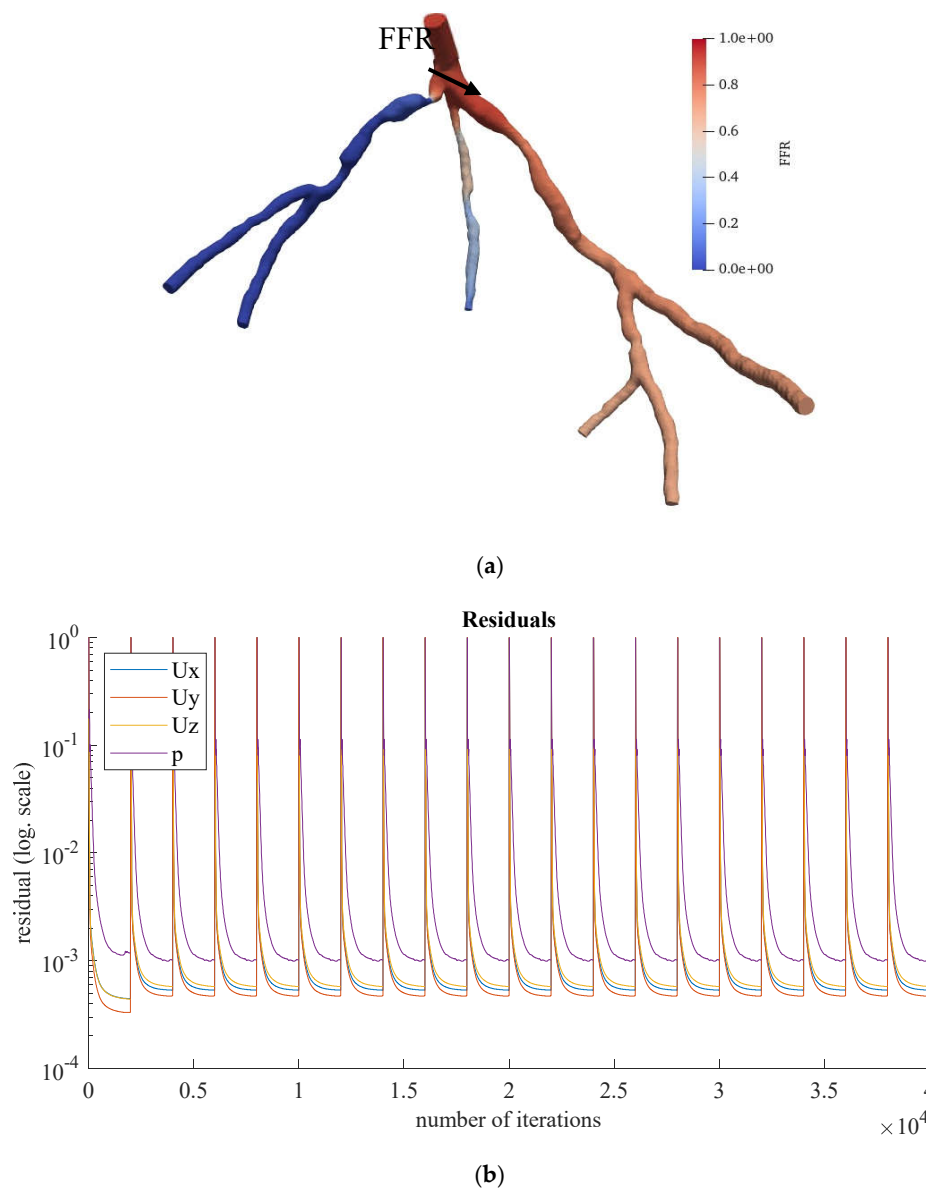 FFR
1.0e+00
0.8
0.6
0.4
0.2
0.0e+00
FFR
(a)
Residuals
Ux
Uy
Uz
p
10^0
10^-1
10^-2
10^-3
10^-4
residual (log. scale)
0 0.5 1 1.5 2 2.5 3 3.5
number of iterations
×10^4
(b)